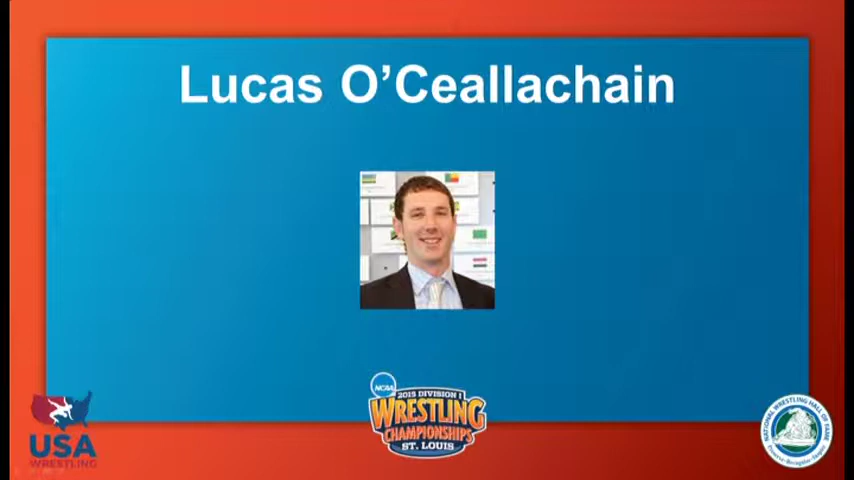 Lucas O’Ceallachain
NCAA
2015 DIVISION I
WRESTLING
CHAMPIONSHIPS
ST. LOUIS
USA
WRESTLING
NATIONAL WRESTLING HALL OF FAME